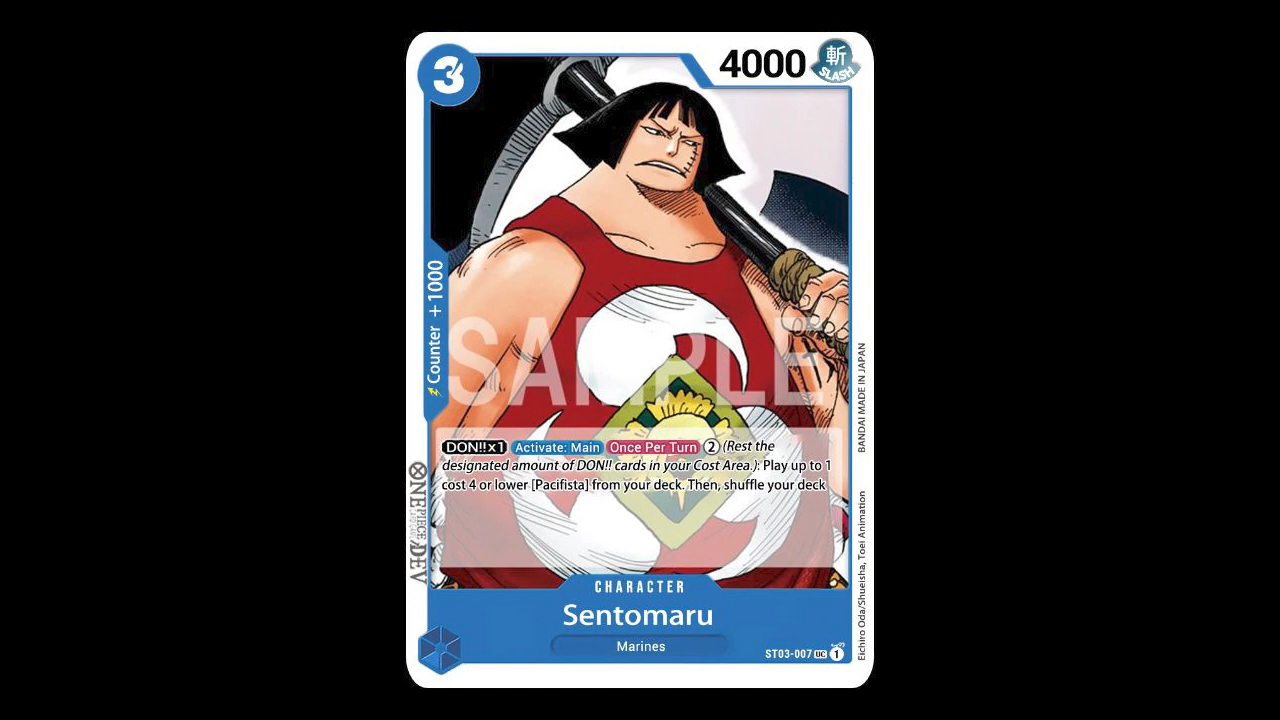 3
4000
斬
SLASH
⚡Counter +1000
SAMPLE
DON!!x1 Activate: Main Once Per Turn ② (Rest the
designated amount of DON!! cards in your Cost Area.): Play up to 1
cost 4 or lower [Pacifista] from your deck. Then, shuffle your deck
BANDAI MADE IN JAPAN
Eichiro Oda/Shueisha, Toei Animation
ONE PIECE
DEV
CHARACTER
Sentomaru
Marines
ST03-007 UC 1